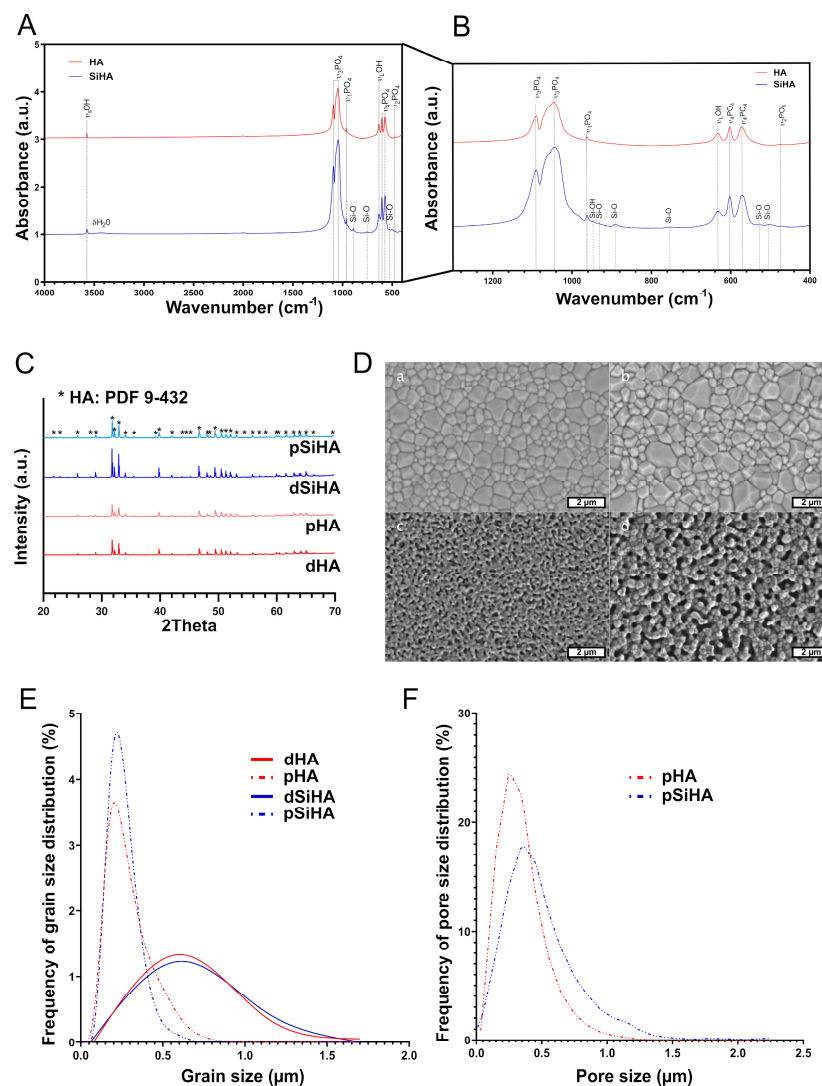 A
5
4
3
2
1
0
Absorbance (a.u.)
HA
SiHA
ν₃OH
δH₂0
ν₃PO₄
ν₁PO₄
Si-O
Si-O
νLOH
ν₄PO₄
Si-O
ν₂PO₄
4000 3500 3000 2500 2000 1500 1000 500
Wavenumber (cm⁻¹)
B
Absorbance (a.u.)
HA
SiHA
ν₃PO₄
ν₃PO₄
ν₁PO₄
Si-OH
Si-O
Si-O
Si-O
νLOH
ν₄PO₄
ν₄PO₄
Si-O
Si-O
ν₂PO₄
1200 1000 800 600 400
Wavenumber (cm⁻¹)
C
* HA: PDF 9-432
pSiHA
dSiHA
pHA
dHA
Intensity (a.u.)
20 30 40 50 60 70
2Theta
D
a
2 µm
b
2 µm
c
2 µm
d
2 µm
E
Frequency of grain size distribution (%)
5
4
3
2
1
0
dHA
pHA
dSiHA
pSiHA
0.0 0.5 1.0 1.5 2.0
Grain size (µm)
F
Frequency of pore size distribution (%)
30
20
10
0
pHA
pSiHA
0.0 0.5 1.0 1.5 2.0 2.5
Pore size (µm)